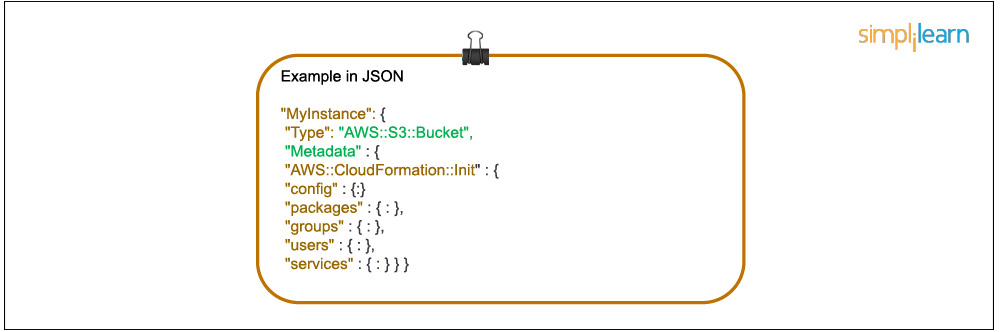 simplilearn
Example in JSON
"MyInstance": {
"Type": "AWS::S3::Bucket",
"Metadata" : {
"AWS::CloudFormation::Init" : {
"config" : {:}
"packages" : { : },
"groups" : { : },
"users" : { : },
"services" : { : } } }